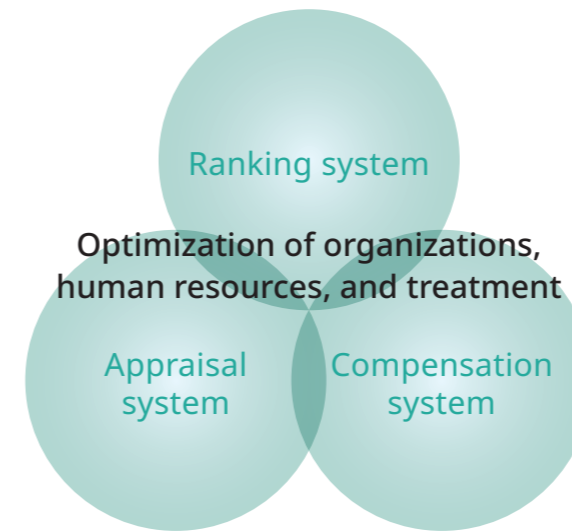 Ranking system
Optimization of organizations,
human resources, and treatment
Appraisal
system
Compensation
system